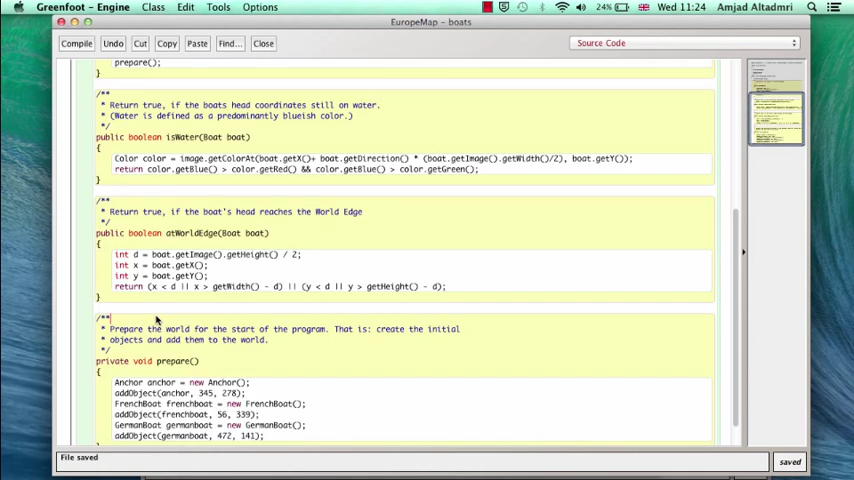 Greenfoot - Engine Class Edit Tools Options 24% Wed 11:24 Amjad Altadmri
EuropeMap - boats
Compile Undo Cut Copy Paste Find... Close Source Code
prepare();
}
/**
* Return true, if the boats head coordinates still on water.
* (Water is defined as a predominantly blueish color.)
*/
public boolean isWater(Boat boat)
{
Color color = image.getColorAt(boat.getX()+ boat.getDirection() * (boat.getImage().getWidth()/2), boat.getY());
return color.getBlue() > color.getRed() && color.getBlue() > color.getGreen();
}
/**
* Return true, if the boat's head reaches the World Edge
*/
public boolean atWorldEdge(Boat boat)
{
int d = boat.getImage().getHeight() / 2;
int x = boat.getX();
int y = boat.getY();
return (x < d || x > getWidth() - d) || (y < d || y > getHeight() - d);
}
/**
* Prepare the world for the start of the program. That is: create the initial
* objects and add them to the world.
*/
private void prepare()
{
Anchor anchor = new Anchor();
addObject(anchor, 345, 278);
FrenchBoat frenchboat = new FrenchBoat();
addObject(frenchboat, 56, 339);
GermanBoat germanboat = new GermanBoat();
addObject(germanboat, 472, 141);
File saved saved